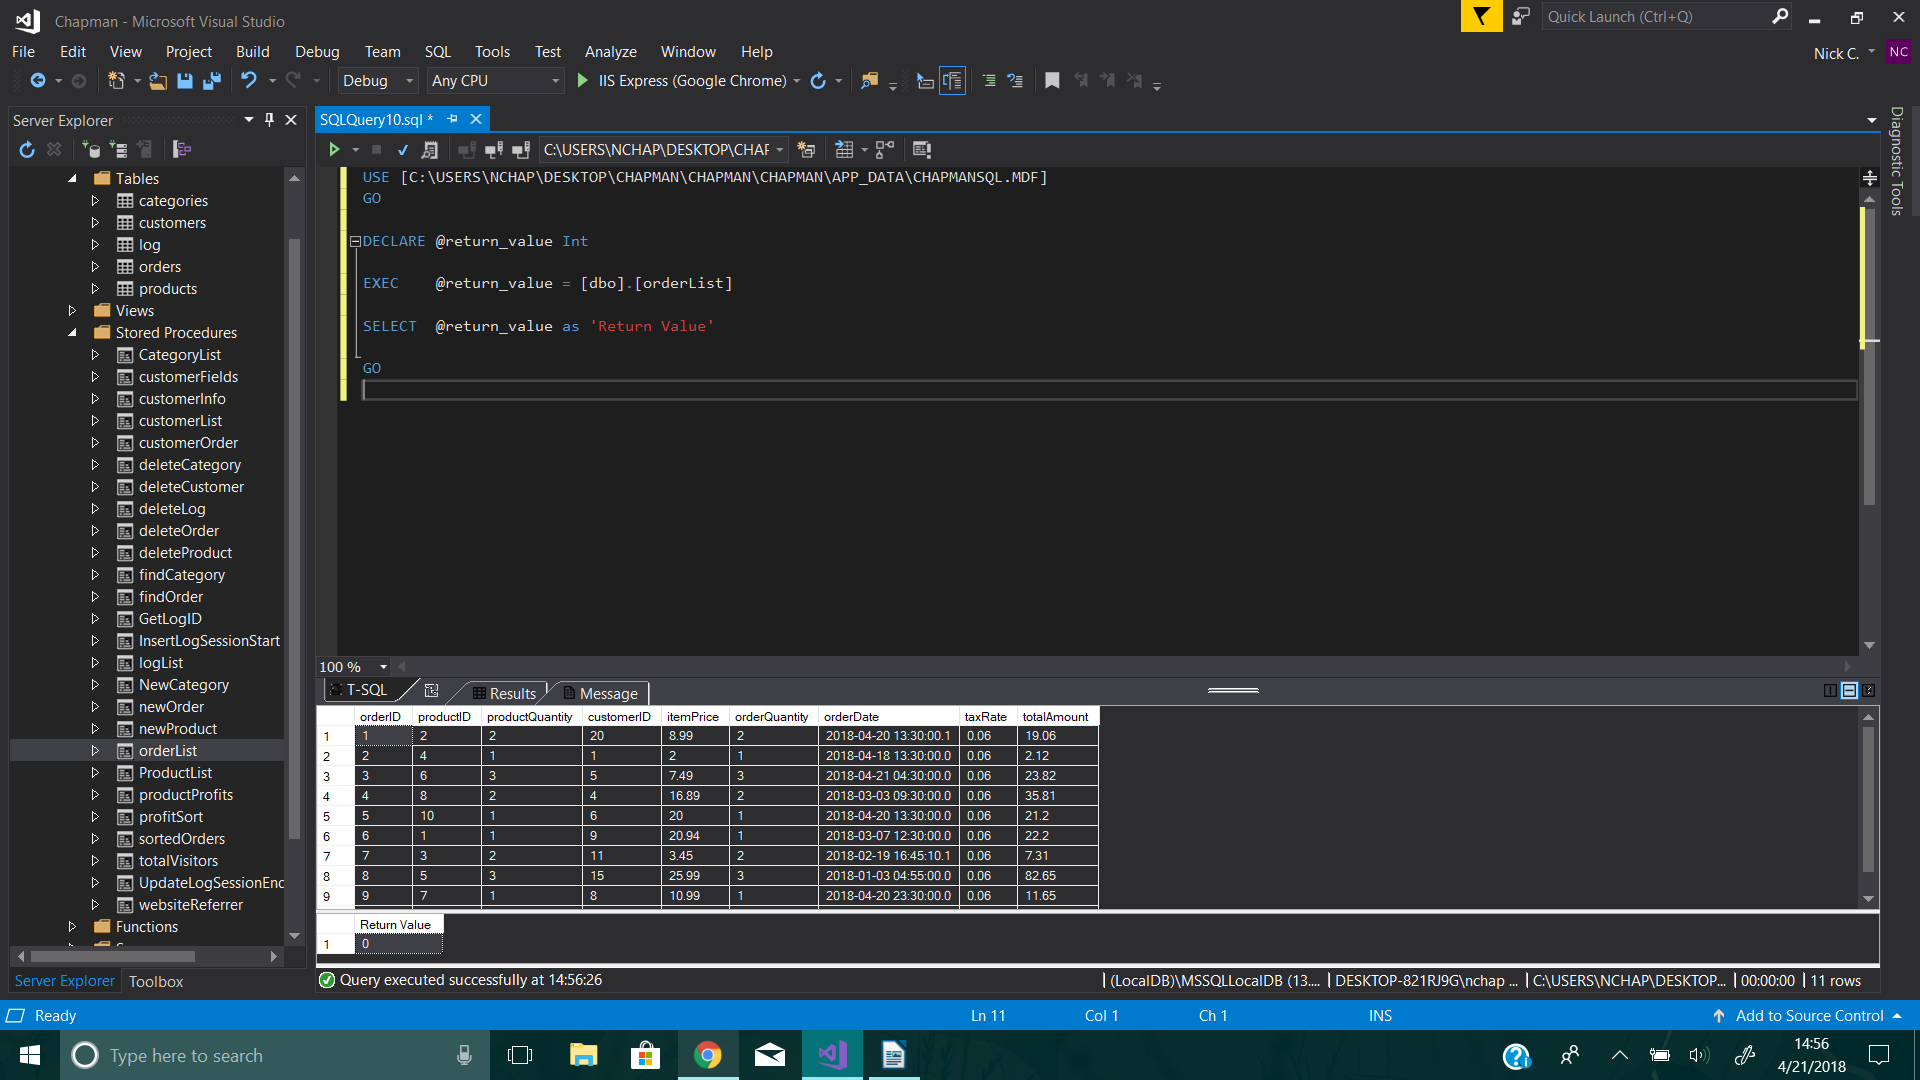 Chapman - Microsoft Visual Studio
Quick Launch (Ctrl+Q)
File Edit View Project Build Debug Team SQL Tools Test Analyze Window Help
Nick C. NC
Debug Any CPU IIS Express (Google Chrome)
Server Explorer
Tables
categories
customers
log
orders
products
Views
Stored Procedures
CategoryList
customerFields
customerInfo
customerList
customerOrder
deleteCategory
deleteCustomer
deleteLog
deleteOrder
deleteProduct
findCategory
findOrder
GetLogID
InsertLogSessionStart
logList
NewCategory
newOrder
newProduct
orderList
ProductList
productProfits
profitSort
sortedOrders
totalVisitors
UpdateLogSessionEnd
websiteReferrer
Functions
Server Explorer Toolbox
SQLQuery10.sql *
C:\USERS\NCHAP\DESKTOP\CHAP
USE [C:\USERS\NCHAP\DESKTOP\CHAPMAN\CHAPMAN\CHAPMAN\APP_DATA\CHAPMANSQL.MDF]
GO
DECLARE @return_value Int
EXEC @return_value = [dbo].[orderList]
SELECT @return_value as 'Return Value'
GO
100 %
T-SQL Results Message
orderID productID productQuantity customerID itemPrice orderQuantity orderDate taxRate totalAmount
1 1 2 2 20 8.99 2 2018-04-20 13:30:00.1 0.06 19.06
2 2 4 1 1 2 1 2018-04-18 13:30:00.0 0.06 2.12
3 3 6 3 5 7.49 3 2018-04-21 04:30:00.0 0.06 23.82
4 4 8 2 4 16.89 2 2018-03-03 09:30:00.0 0.06 35.81
5 5 10 1 6 20 1 2018-04-20 13:30:00.0 0.06 21.2
6 6 1 1 9 20.94 1 2018-03-07 12:30:00.0 0.06 22.2
7 7 3 2 11 3.45 2 2018-02-19 16:45:10.1 0.06 7.31
8 8 5 3 15 25.99 3 2018-01-03 04:55:00.0 0.06 82.65
9 9 7 1 8 10.99 1 2018-04-20 23:30:00.0 0.06 11.65
Return Value
1 0
Query executed successfully at 14:56:26
(LocalDB)\MSSQLLocalDB (13.... DESKTOP-821RJ9G\nchap ... C:\USERS\NCHAP\DESKTOP... 00:00:00 11 rows
Diagnostic Tools
Ready Ln 11 Col 1 Ch 1 INS Add to Source Control
Type here to search
14:56
4/21/2018